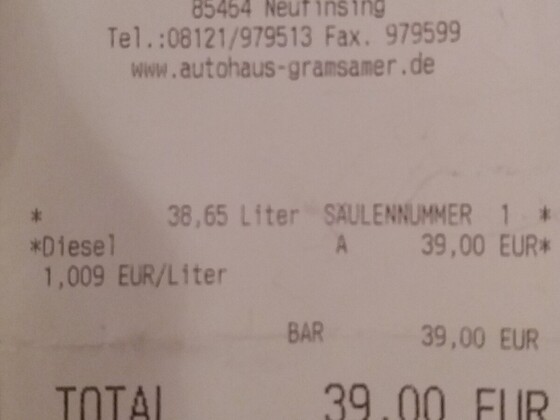 85464 Neufinsing
Tel.:08121/979513 Fax. 979599
www.autohaus-gramsamer.de
* 38,65 Liter SÄULENNUMMER 1 *
*Diesel A 39,00 EUR*
1,009 EUR/Liter
BAR 39,00 EUR
TOTAL 39,00 EUR